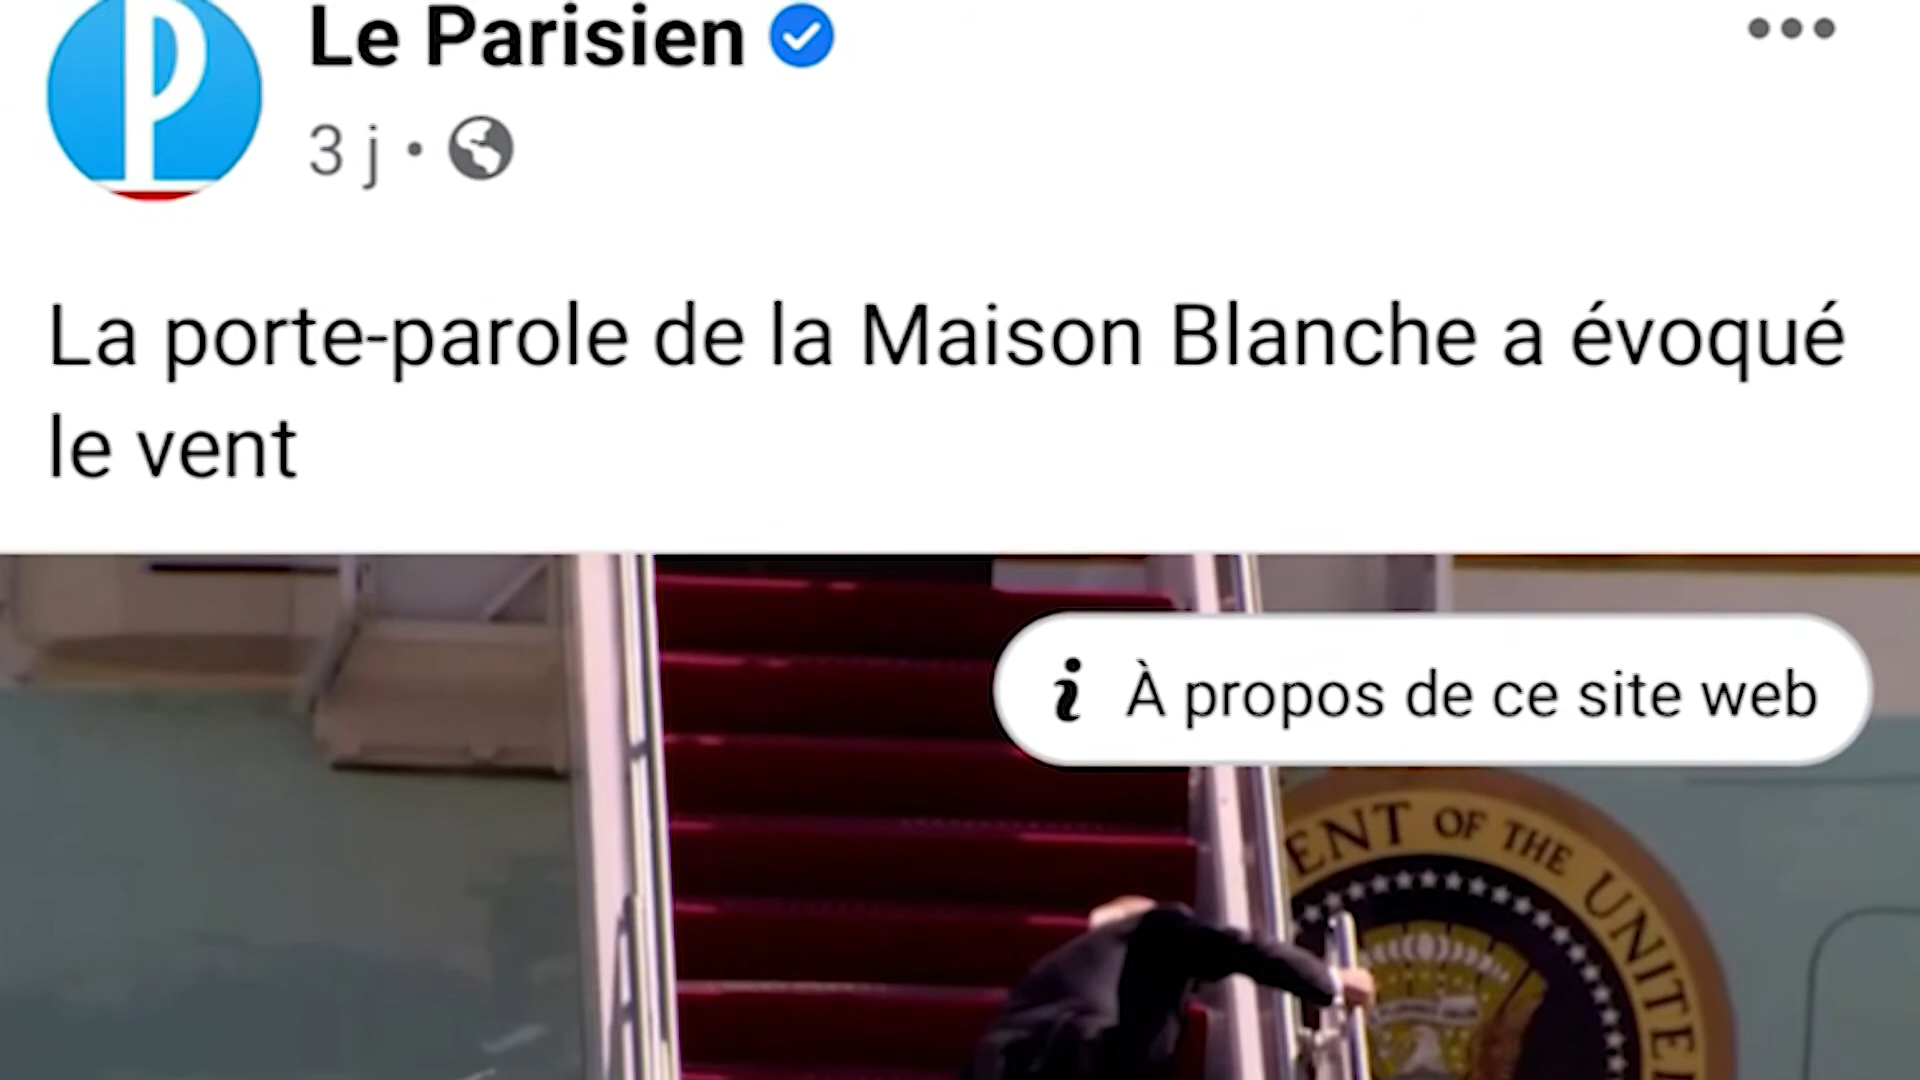 Le Parisien
3 j
La porte-parole de la Maison Blanche a évoqué
le vent
i À propos de ce site web
ENT OF THE UNITE